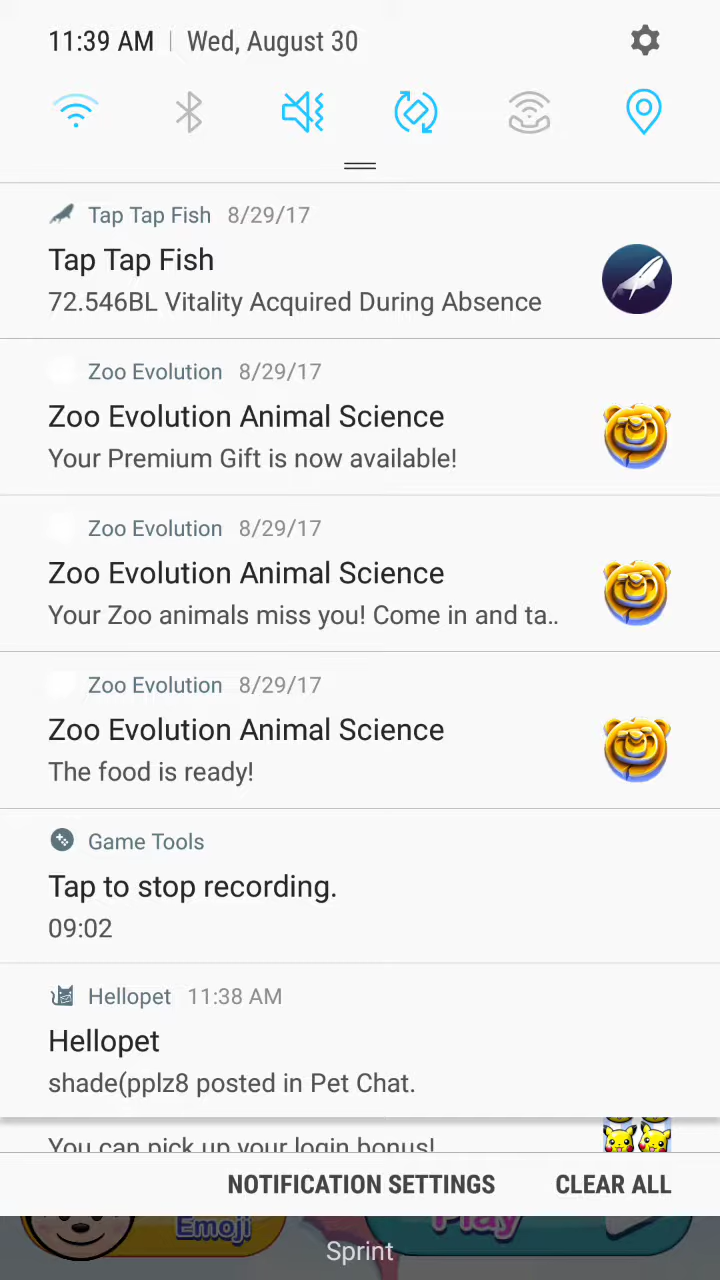 11:39 AM | Wed, August 30
Tap Tap Fish 8/29/17
Tap Tap Fish
72.546BL Vitality Acquired During Absence
Zoo Evolution 8/29/17
Zoo Evolution Animal Science
Your Premium Gift is now available!
Zoo Evolution 8/29/17
Zoo Evolution Animal Science
Your Zoo animals miss you! Come in and ta..
Zoo Evolution 8/29/17
Zoo Evolution Animal Science
The food is ready!
Game Tools
Tap to stop recording.
09:02
Hellopet 11:38 AM
Hellopet
shade(pplz8 posted in Pet Chat.
You can pick up your login bonus!
NOTIFICATION SETTINGS CLEAR ALL
Emoji Play
Sprint